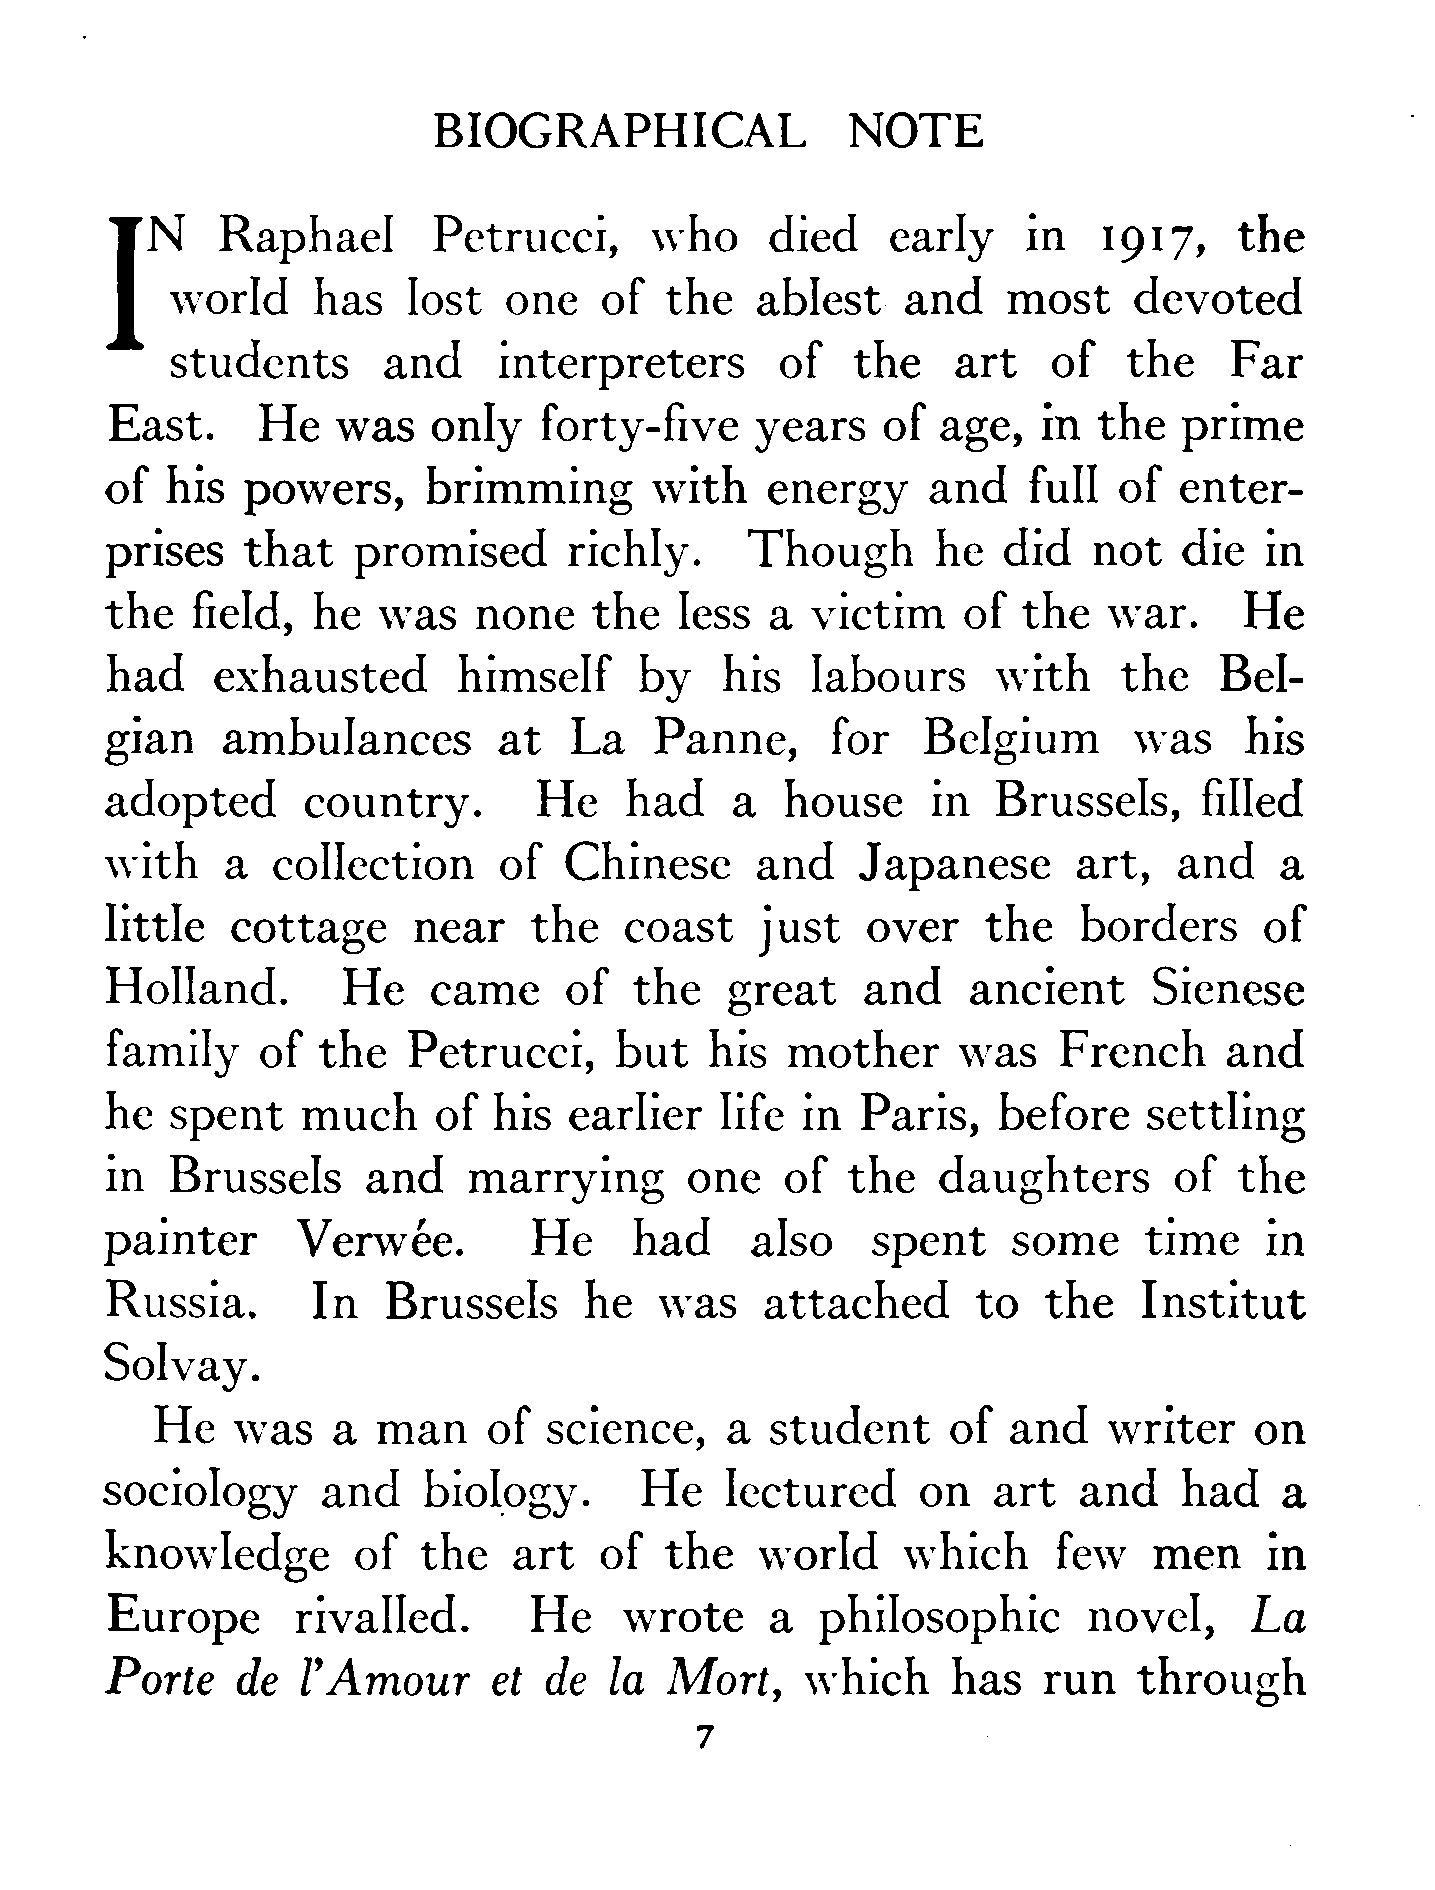 BIOGRAPHICAL NOTE
IN Raphael Petrucci, who died early in 1917, the
world has lost one of the ablest and most devoted
students and interpreters of the art of the Far
East. He was only forty-five years of age, in the prime
of his powers, brimming with energy and full of enter-
prises that promised richly. Though he did not die in
the field, he was none the less a victim of the war. He
had exhausted himself by his labours with the Bel-
gian ambulances at La Panne, for Belgium was his
adopted country. He had a house in Brussels, filled
with a collection of Chinese and Japanese art, and a
little cottage near the coast just over the borders of
Holland. He came of the great and ancient Sienese
family of the Petrucci, but his mother was French and
he spent much of his earlier life in Paris, before settling
in Brussels and marrying one of the daughters of the
painter Verwée. He had also spent some time in
Russia. In Brussels he was attached to the Institut
Solvay.
He was a man of science, a student of and writer on
sociology and biology. He lectured on art and had a
knowledge of the art of the world which few men in
Europe rivalled. He wrote a philosophic novel, La
Porte de l'Amour et de la Mort, which has run through
7